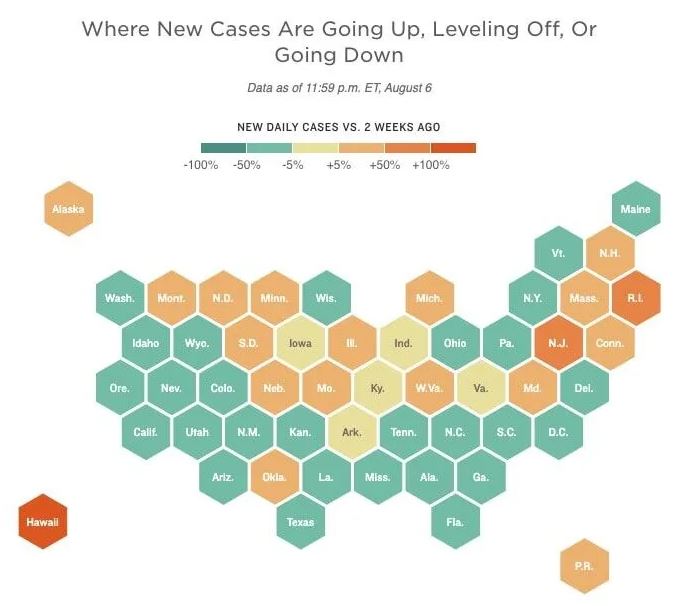 Where New Cases Are Going Up, Leveling Off, Or
Going Down
Data as of 11:59 p.m. ET, August 6
NEW DAILY CASES VS. 2 WEEKS AGO
-100% -50% -5% +5% +50% +100%
Alaska Maine
Vt. N.H.
Wash. Mont. N.D. Minn. Wis. Mich. N.Y. Mass. R.I.
Idaho Wyo. S.D. Iowa Ill. Ind. Ohio Pa. N.J. Conn.
Ore. Nev. Colo. Neb. Mo. Ky. W.Va. Va. Md. Del.
Calif. Utah N.M. Kan. Ark. Tenn. N.C. S.C. D.C.
Ariz. Okla. La. Miss. Ala. Ga.
Hawaii Texas Fla.
P.R.